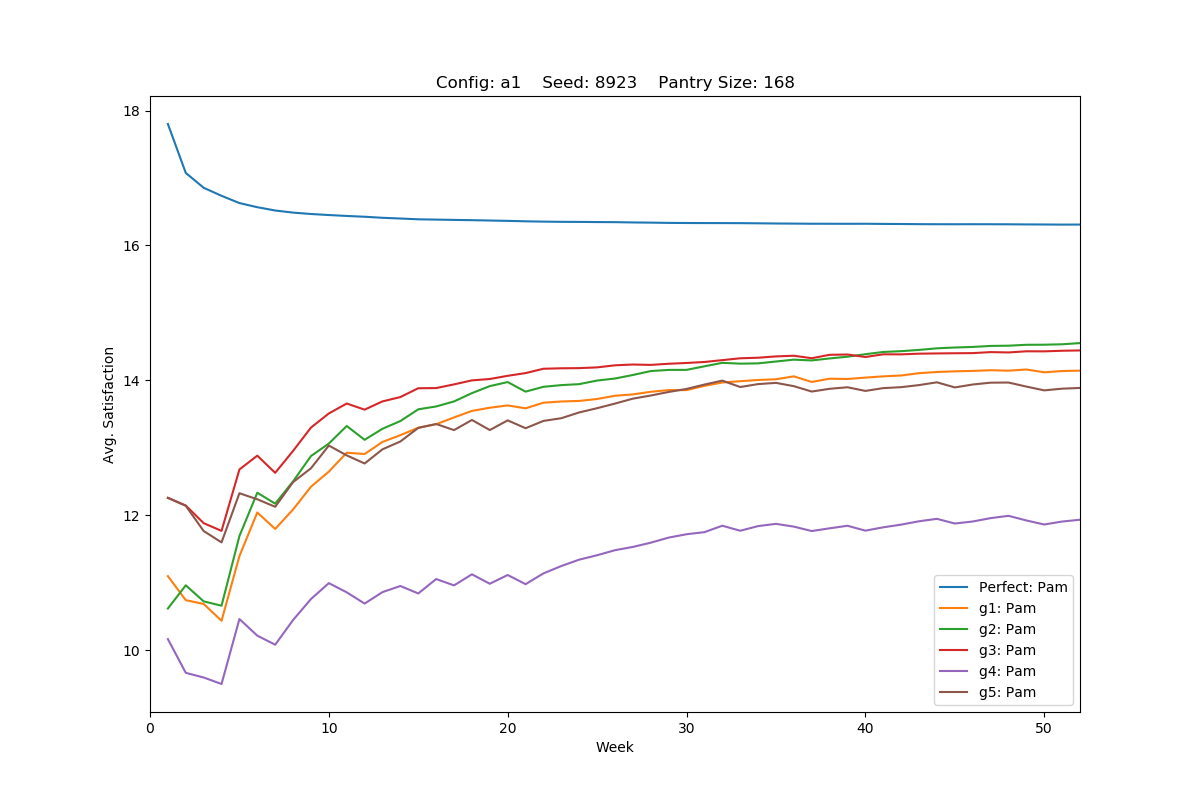 Config: a1    Seed: 8923    Pantry Size: 168
18
16
14
12
10
Avg. Satisfaction
0 10 20 30 40 50
Week
Perfect: Pam
g1: Pam
g2: Pam
g3: Pam
g4: Pam
g5: Pam